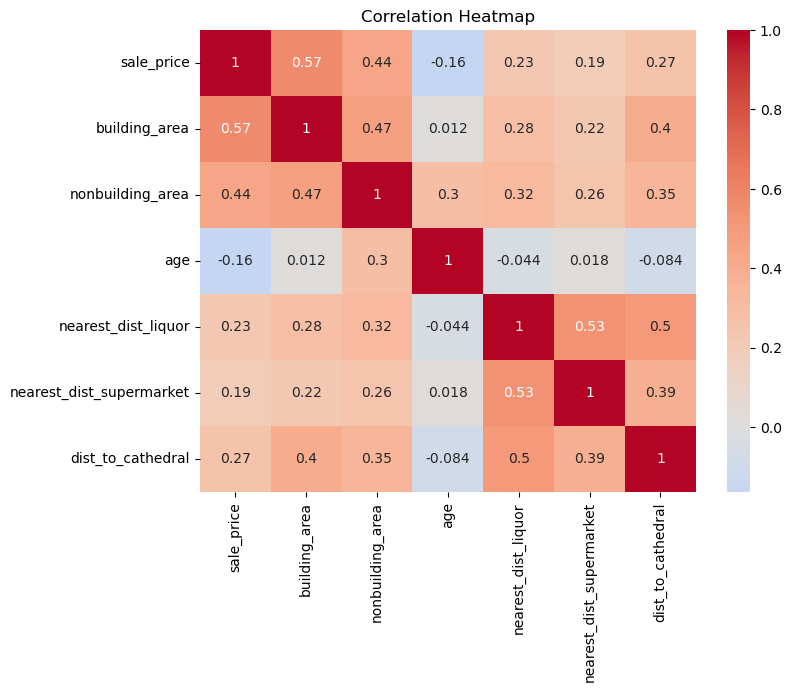 Correlation Heatmap
sale_price 1 0.57 0.44 -0.16 0.23 0.19 0.27
building_area 0.57 1 0.47 0.012 0.28 0.22 0.4
nonbuilding_area 0.44 0.47 1 0.3 0.32 0.26 0.35
age -0.16 0.012 0.3 1 -0.044 0.018 -0.084
nearest_dist_liquor 0.23 0.28 0.32 -0.044 1 0.53 0.5
nearest_dist_supermarket 0.19 0.22 0.26 0.018 0.53 1 0.39
dist_to_cathedral 0.27 0.4 0.35 -0.084 0.5 0.39 1
sale_price
building_area
nonbuilding_area
age
nearest_dist_liquor
nearest_dist_supermarket
dist_to_cathedral
1.0
0.8
0.6
0.4
0.2
0.0